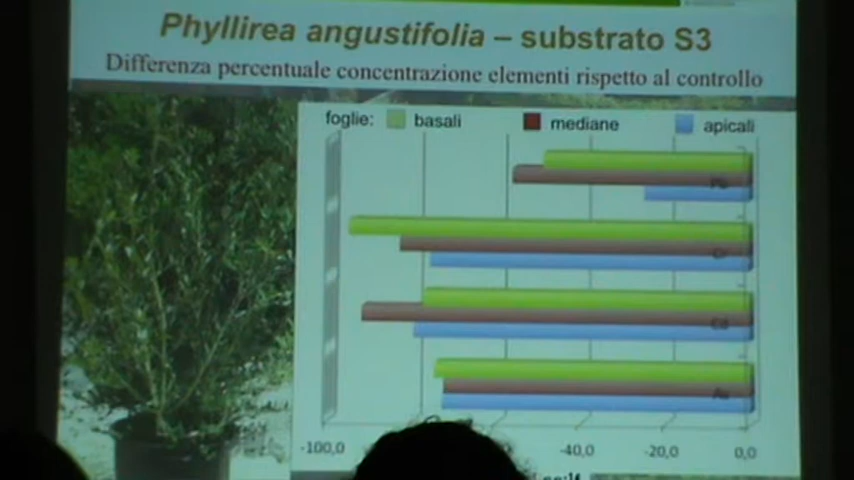 Phyllirea angustifolia – substrato S3
Differenza percentuale concentrazione elementi rispetto al controllo
foglie: basali mediane apicali
Cd
-100,0 -40,0 -20,0 0,0